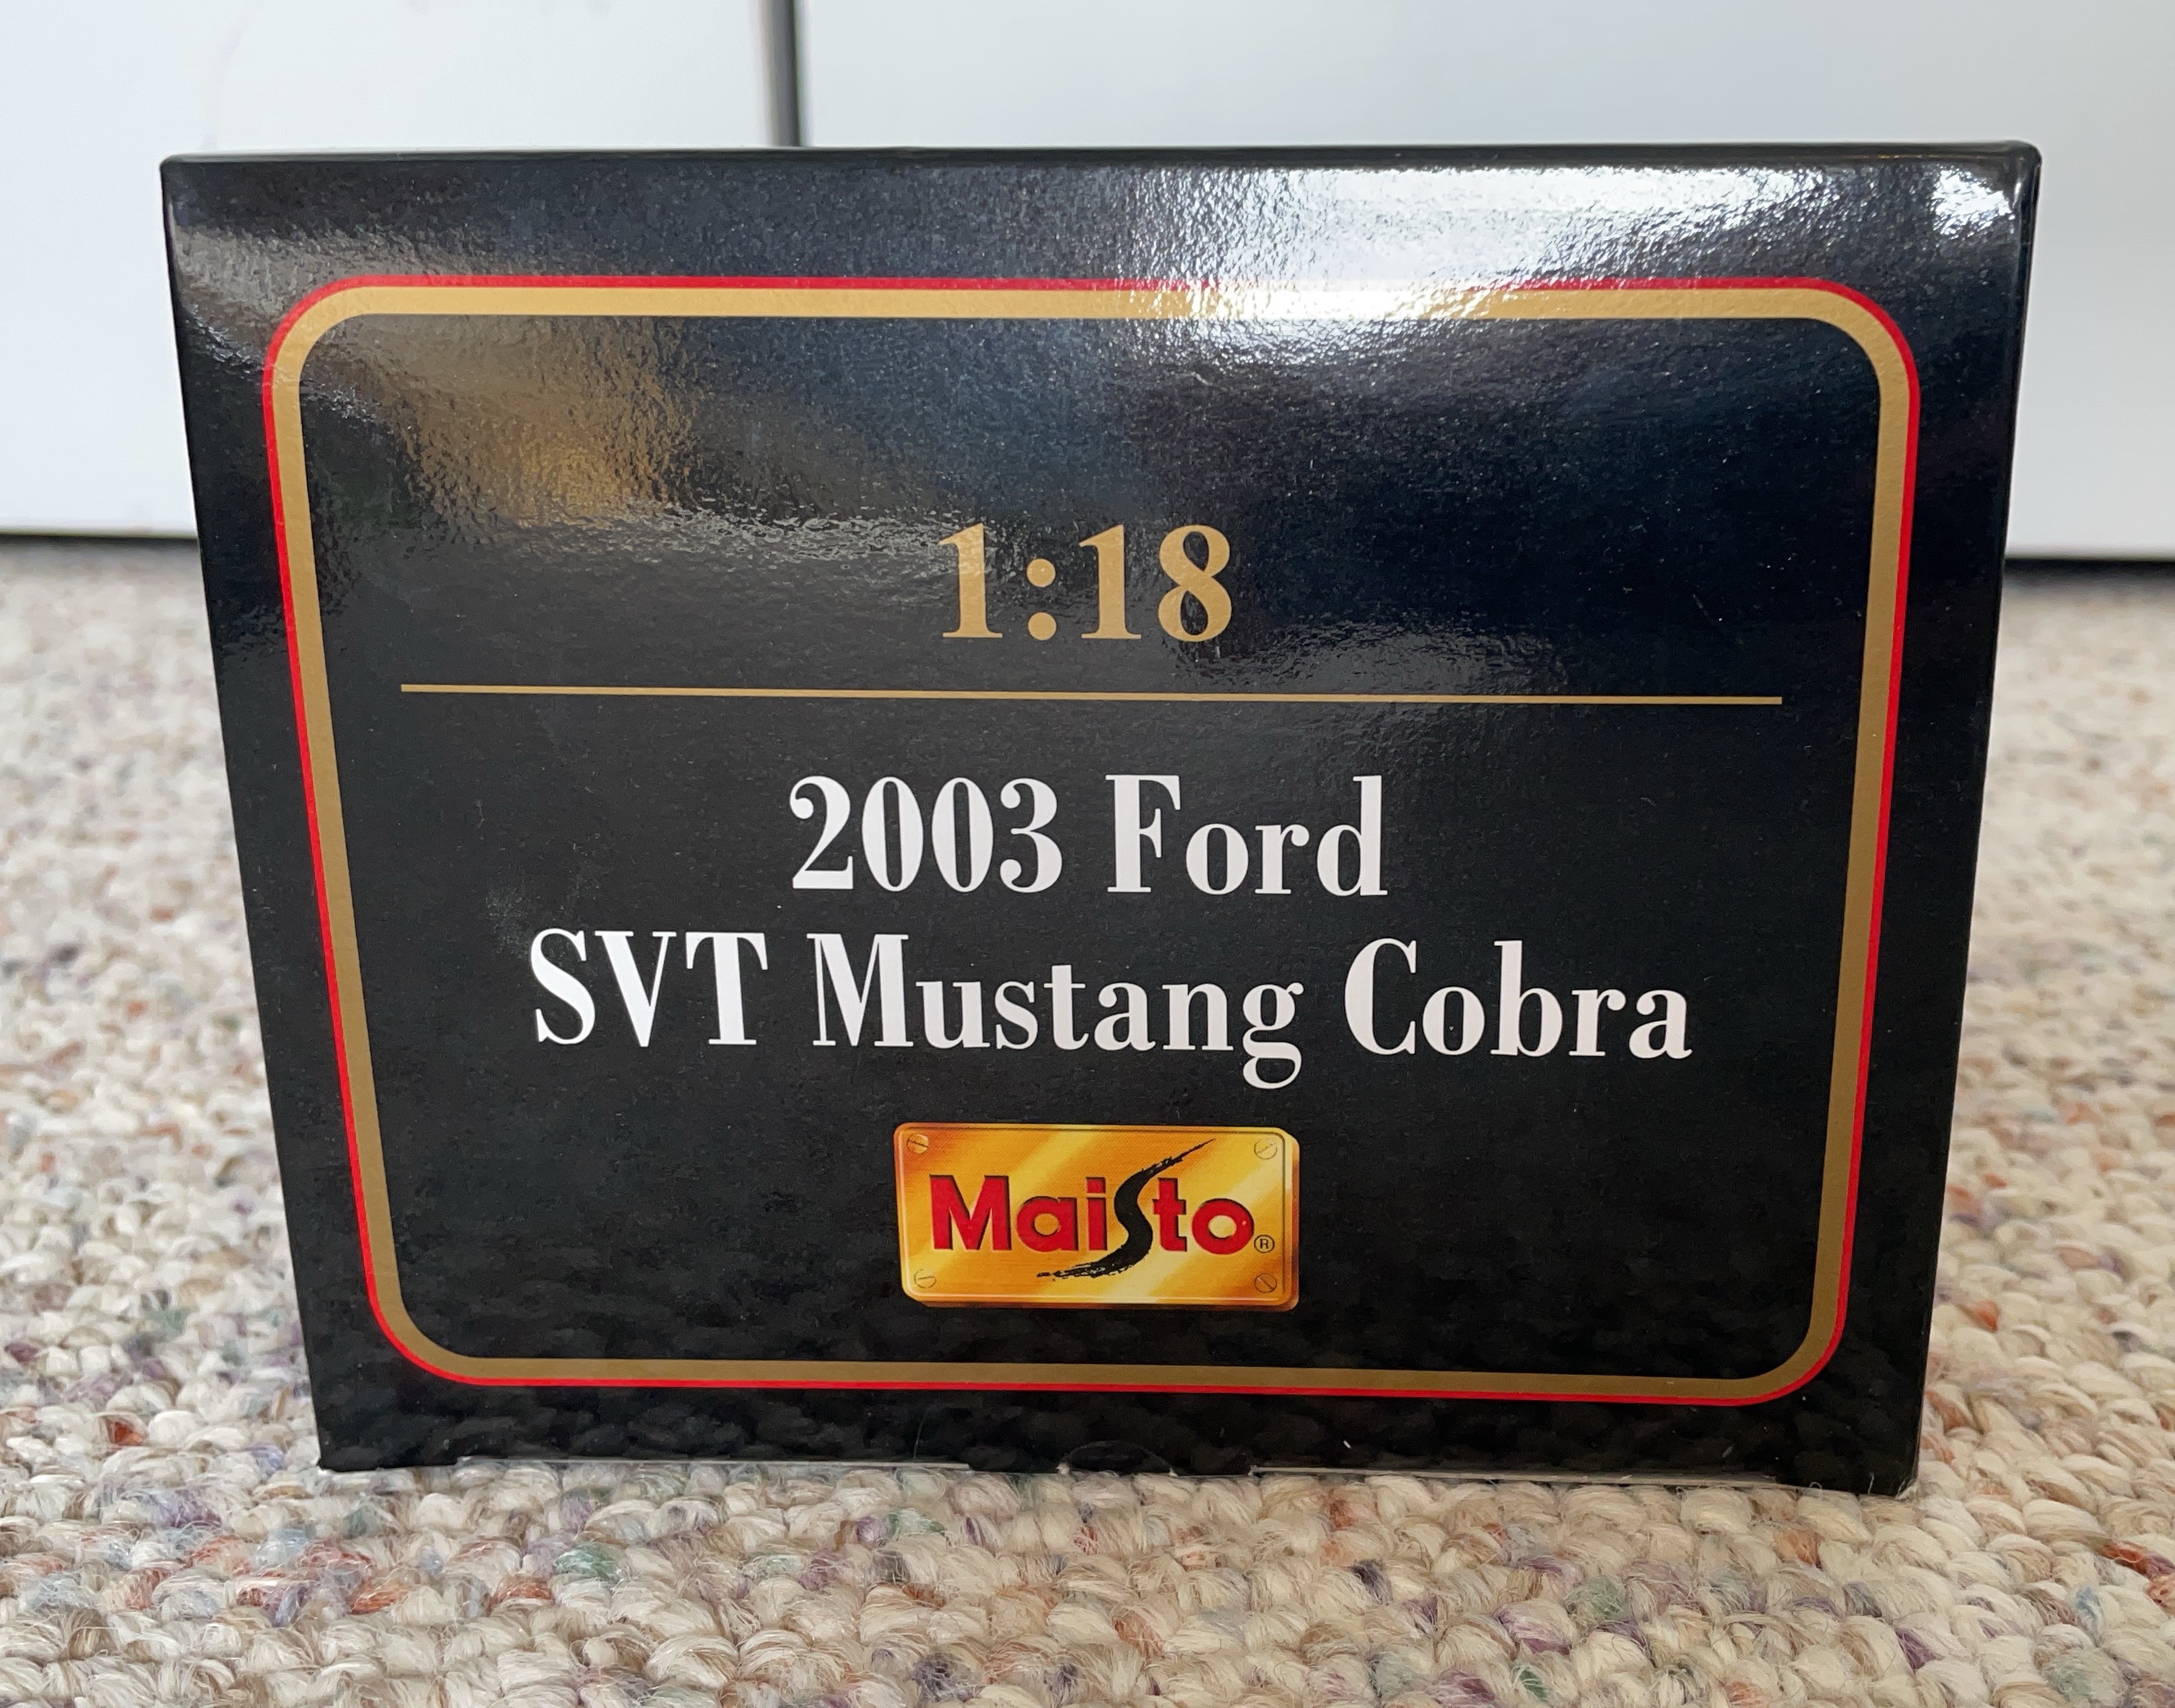 1:18
2003 Ford
SVT Mustang Cobra
Maisto®